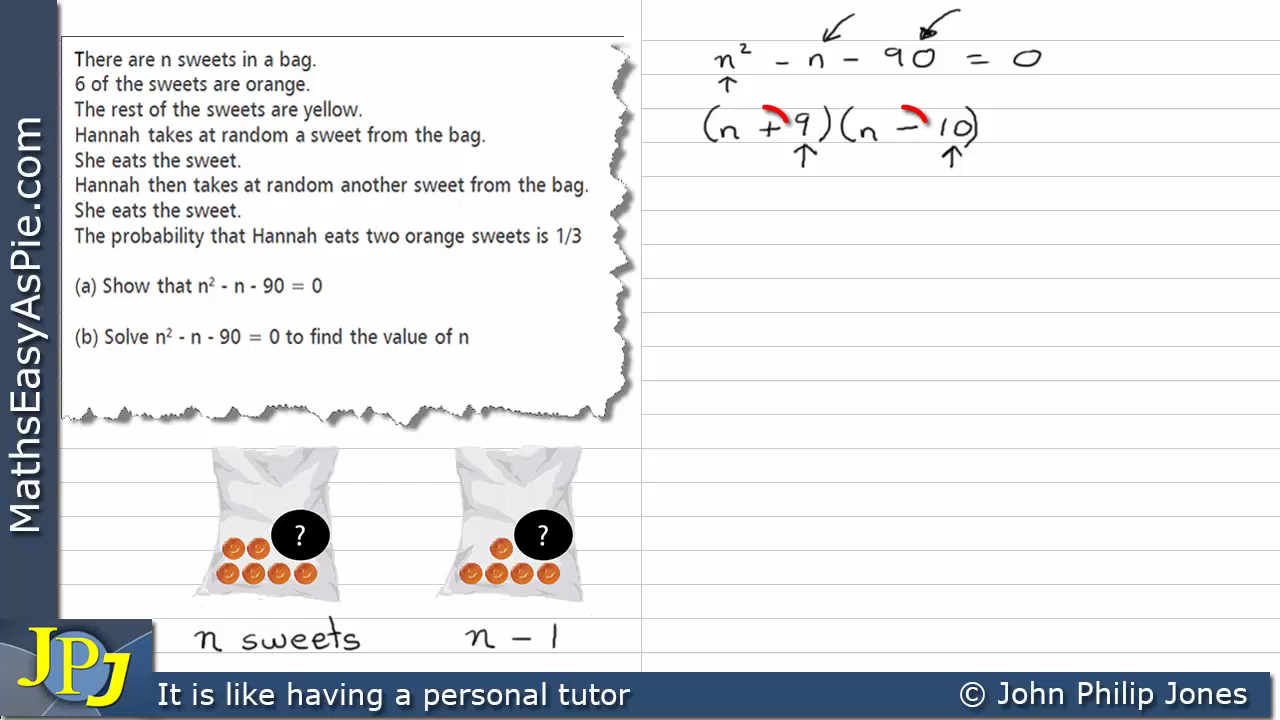 MathsEasyAsPie.com
There are n sweets in a bag.
6 of the sweets are orange.
The rest of the sweets are yellow.
Hannah takes at random a sweet from the bag.
She eats the sweet.
Hannah then takes at random another sweet from the bag.
She eats the sweet.
The probability that Hannah eats two orange sweets is 1/3
(a) Show that n² - n - 90 = 0
(b) Solve n² - n - 90 = 0 to find the value of n
n² - n - 90 = 0
(n + 9)(n - 10)
?
?
n sweets
n - 1
JPJ
It is like having a personal tutor
© John Philip Jones